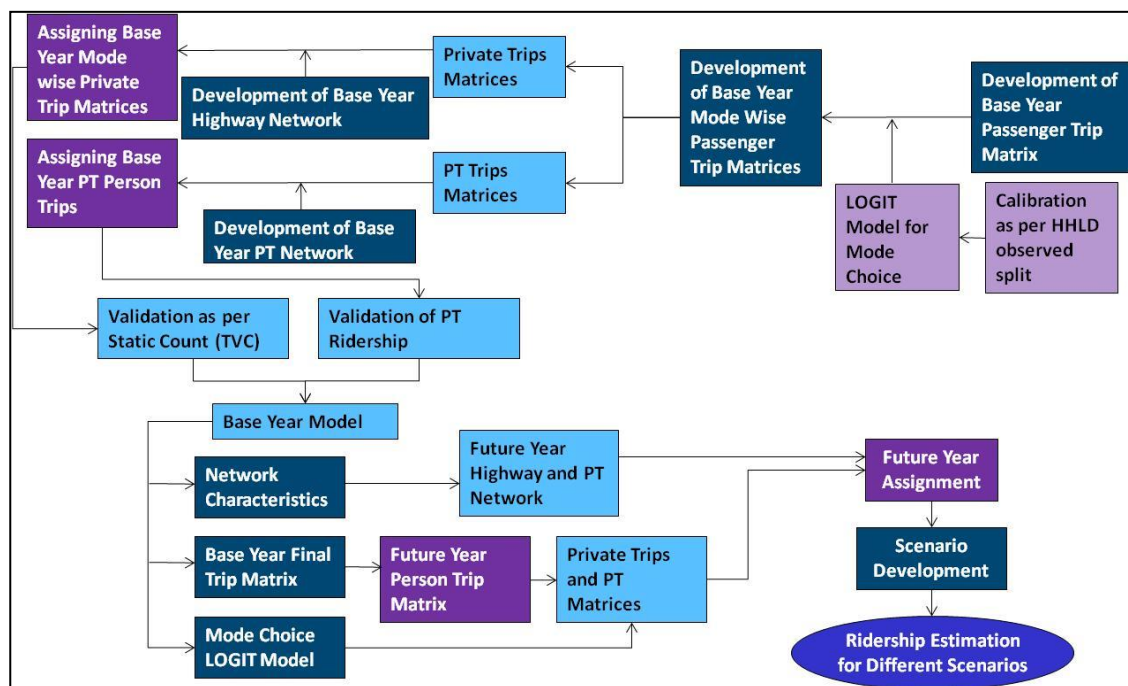 Assigning Base
Year Mode
wise Private
Trip Matrices
Private Trips
Matrices
Development of Base Year
Highway Network
Development
of Base Year
Mode Wise
Passenger
Trip Matrices
Development of
Base Year
Passenger Trip
Matrix
Assigning Base
Year PT Person
Trips
PT Trips
Matrices
Development of Base
Year PT Network
LOGIT
Model for
Mode
Choice
Calibration
as per HHLD
observed
split
Validation as per
Static Count (TVC)
Validation of PT
Ridership
Base Year Model
Network
Characteristics
Future Year
Highway and PT
Network
Future Year
Assignment
Base Year Final
Trip Matrix
Future Year
Person Trip
Matrix
Private Trips
and PT
Matrices
Scenario
Development
Mode Choice
LOGIT Model
Ridership Estimation
for Different Scenarios